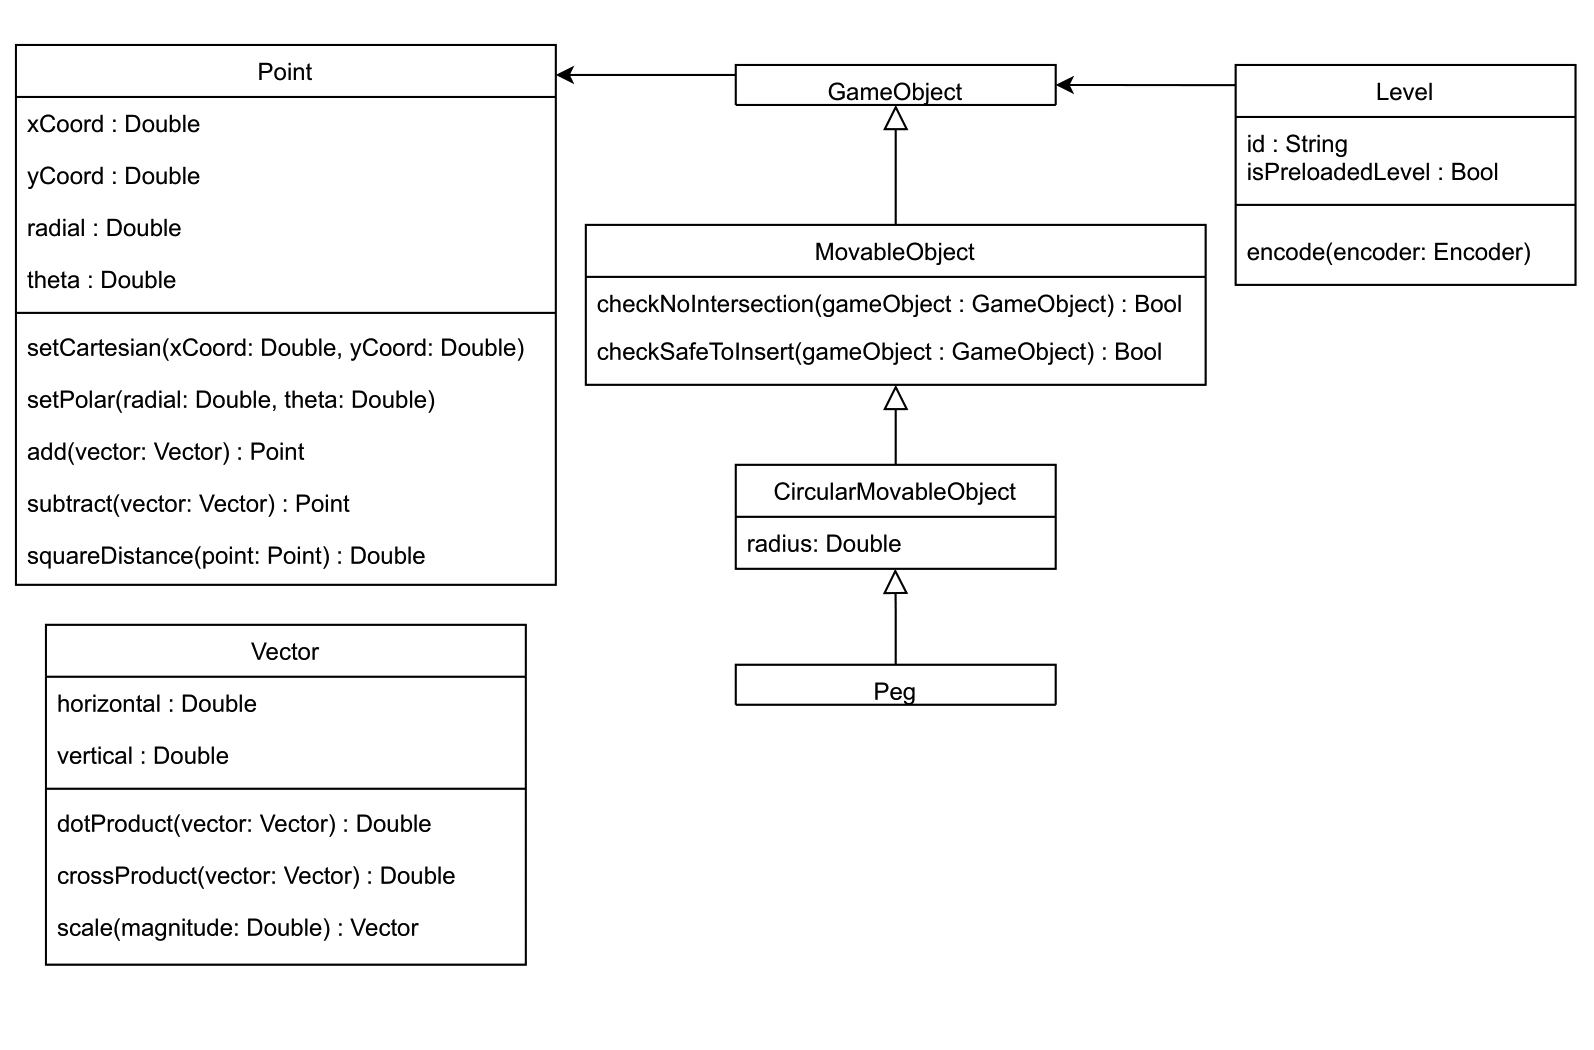 Point
xCoord : Double
yCoord : Double
radial : Double
theta : Double
setCartesian(xCoord: Double, yCoord: Double)
setPolar(radial: Double, theta: Double)
add(vector: Vector) : Point
subtract(vector: Vector) : Point
squareDistance(point: Point) : Double
Vector
horizontal : Double
vertical : Double
dotProduct(vector: Vector) : Double
crossProduct(vector: Vector) : Double
scale(magnitude: Double) : Vector
GameObject
MovableObject
checkNoIntersection(gameObject : GameObject) : Bool
checkSafeToInsert(gameObject : GameObject) : Bool
CircularMovableObject
radius: Double
Peg
Level
id : String
isPreloadedLevel : Bool
encode(encoder: Encoder)